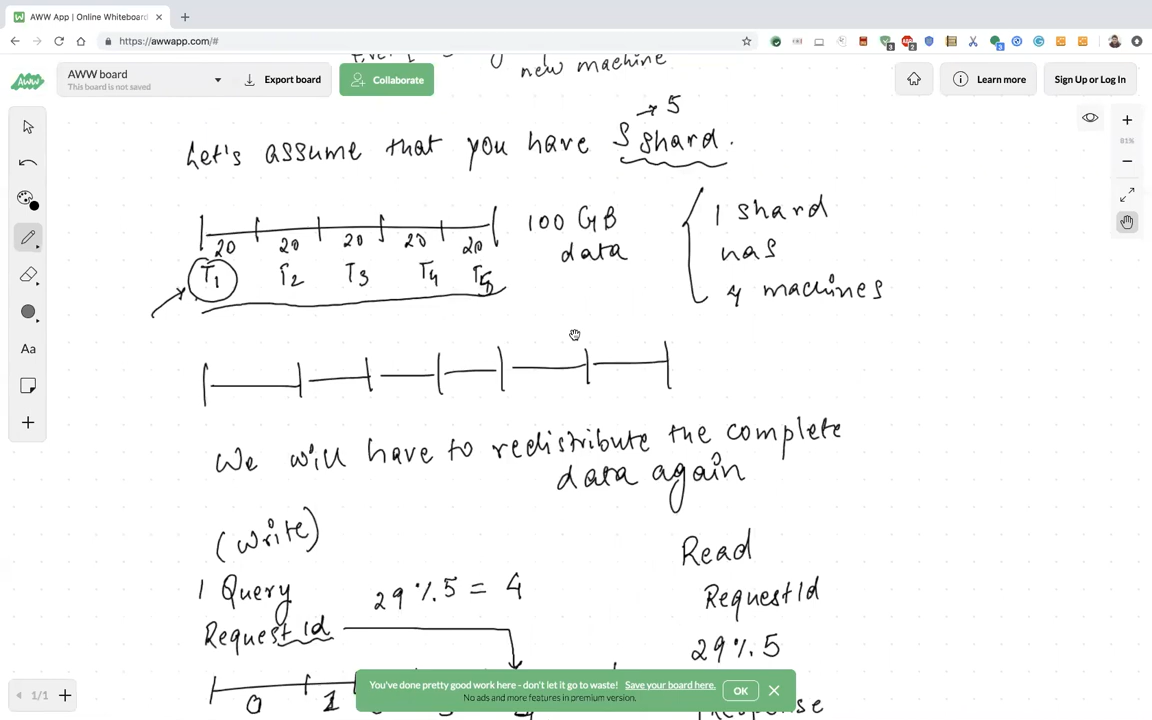 AWW App | Online Whiteboard
https://awwapp.com/#
AWW
AWW board
This board is not saved
Export board
Collaborate
Learn more
Sign Up or Log In
new machine
→ 5
Let's assume that you have S shard.
20 20 20 20 20
T1 T2 T3 T4 T5
100 GB
data
1 shard
has
4 machines
81%
Aa
We will have to redistribute the complete
data again
(Write)
1 Query
Request Id
29 % 5 = 4
Read
RequestId
29 % 5
0 1
You've done pretty good work here - don't let it go to waste! Save your board here.
No ads and more features in premium version.
OK
1/1